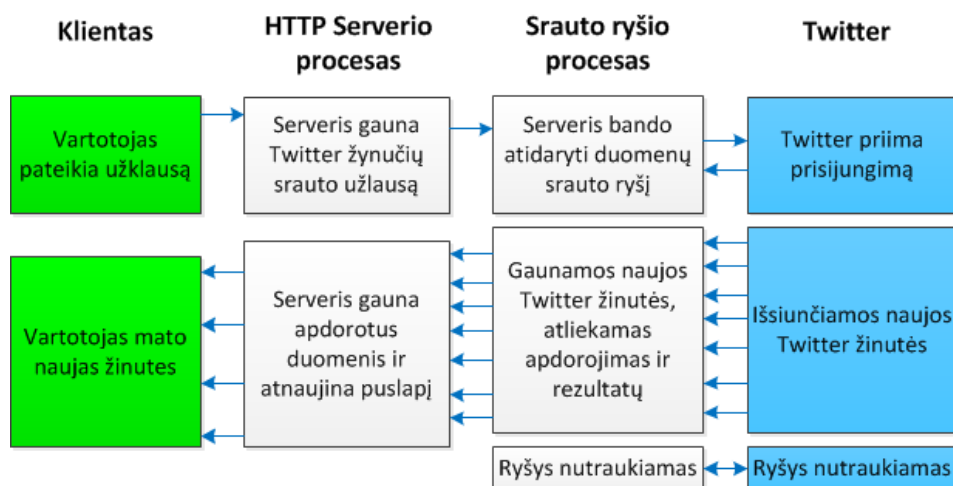 Klientas
HTTP Serverio
procesas
Srauto ryšio
procesas
Twitter
Vartotojas
pateikia užklausą
Serveris gauna
Twitter žynučių
srauto užlausą
Serveris bando
atidaryti duomenų
srauto ryšį
Twitter priima
prisijungimą
Vartotojas mato
naujas žinutes
Serveris gauna
apdorotus
duomenis ir
atnaujina puslapį
Gaunamos naujos
Twitter žinutės,
atliekamas
apdorojimas ir
rezultatų
Išsiunčiamos naujos
Twitter žinutės
Ryšys nutraukiamas
Ryšys nutraukiamas